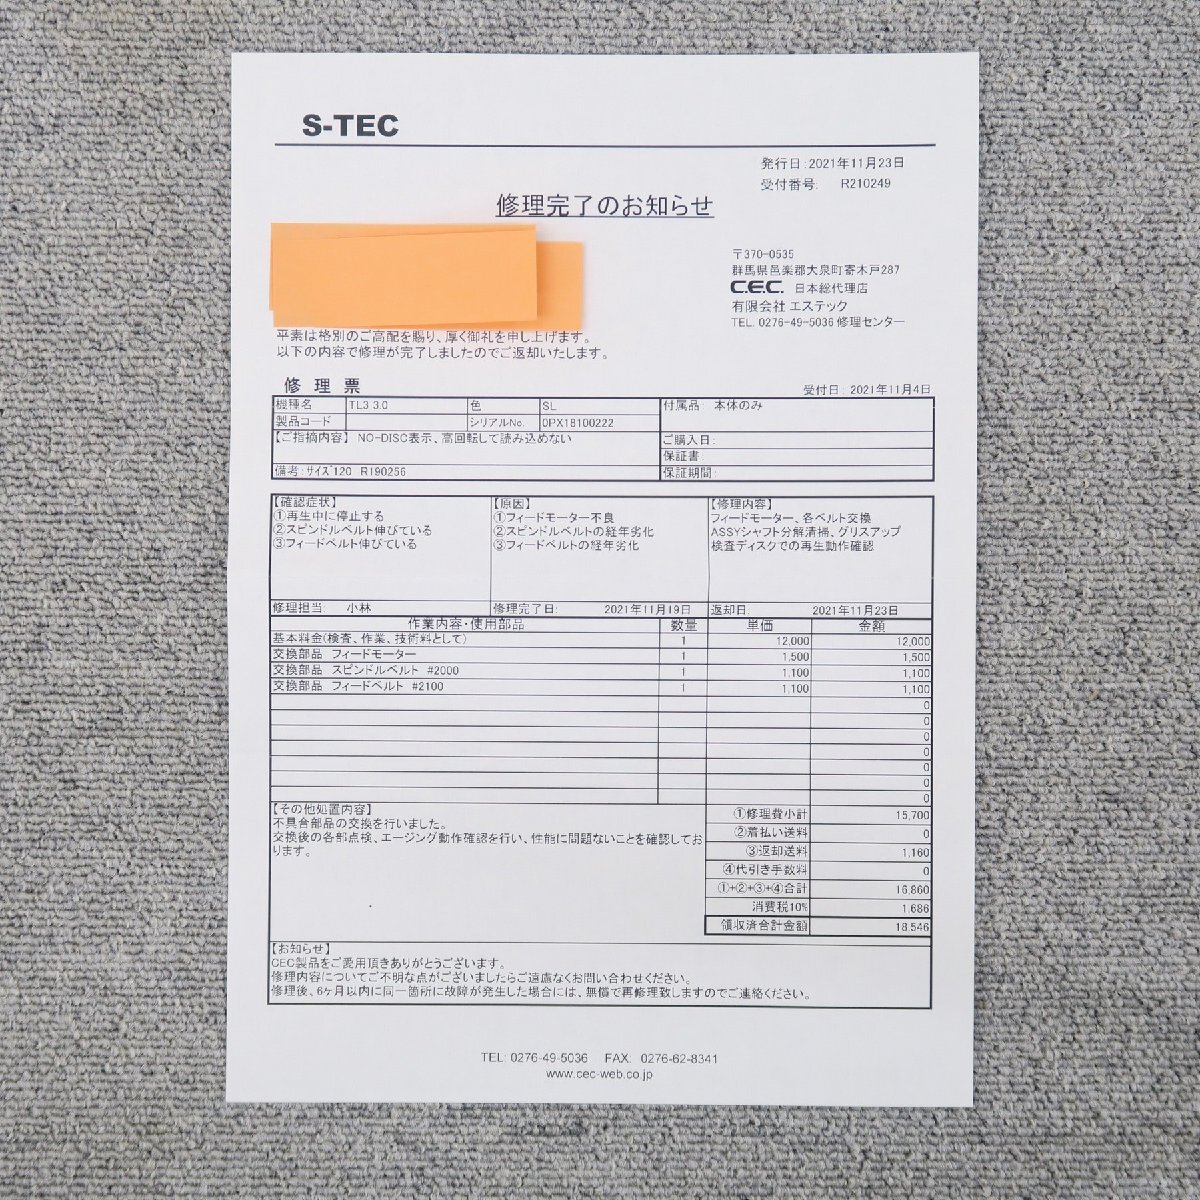 S-TEC
発行日:2021年11月23日
受付番号: R210249
修理完了のお知らせ
〒370-0535
群馬県邑楽郡大泉町寄木戸287
C.E.C. 日本総代理店
有限会社 エステック
TEL. 0276-49-5036 修理センター
平素は格別のご高配を賜り、厚く御礼を申し上げます。
以下の内容で修理が完了しましたのでご返却いたします。
修 理 票
受付日: 2021年11月4日
機種名 TL3 3.0 色 SL 付属品 本体のみ
製品コード シリアルNo. 0PX18100222
【ご指摘内容】 NO-DISC表示、高回転して読み込めない
ご購入日:
保証書:
備考:サイズ120 R190256 保証期間:
【確認症状】 【原因】 【修理内容】
①再生中に停止する ①フィードモーター不良 フィードモーター、各ベルト交換
②スピンドルベルト伸びている ②スピンドルベルトの経年劣化 ASSYシャフト分解清掃、グリスアップ
③フィードベルト伸びている ③フィードベルトの経年劣化 検査ディスクでの再生動作確認
修理担当: 小林 修理完了日: 2021年11月19日 返却日: 2021年11月23日
作業内容・使用部品 数量 単価 金額
基本料金(検査、作業、技術料として) 1 12,000 12,000
交換部品 フィードモーター 1 1,500 1,500
交換部品 スピンドルベルト #2000 1 1,100 1,100
交換部品 フィードベルト #2100 1 1,100 1,100
0
0
0
0
0
0
0
【その他処置内容】
不具合部品の交換を行いました。
交換後の各部点検、エージング動作確認を行い、性能に問題ないことを確認してお
ります。
①修理費小計 15,700
②着払い送料 0
③返却送料 1,160
④代引き手数料 0
①+②+③+④合計 16,860
消費税10% 1,686
領収済合計金額 18,546
【お知らせ】
CEC製品をご愛用頂きありがとうございます。
修理内容についてご不明な点がございましたらご遠慮なくお問い合わせください。
修理後、6ヶ月以内に同一箇所に故障が発生した場合には、無償で再修理致しますのでご連絡ください。
TEL: 0276-49-5036 FAX: 0276-62-8341
www.cec-web.co.jp